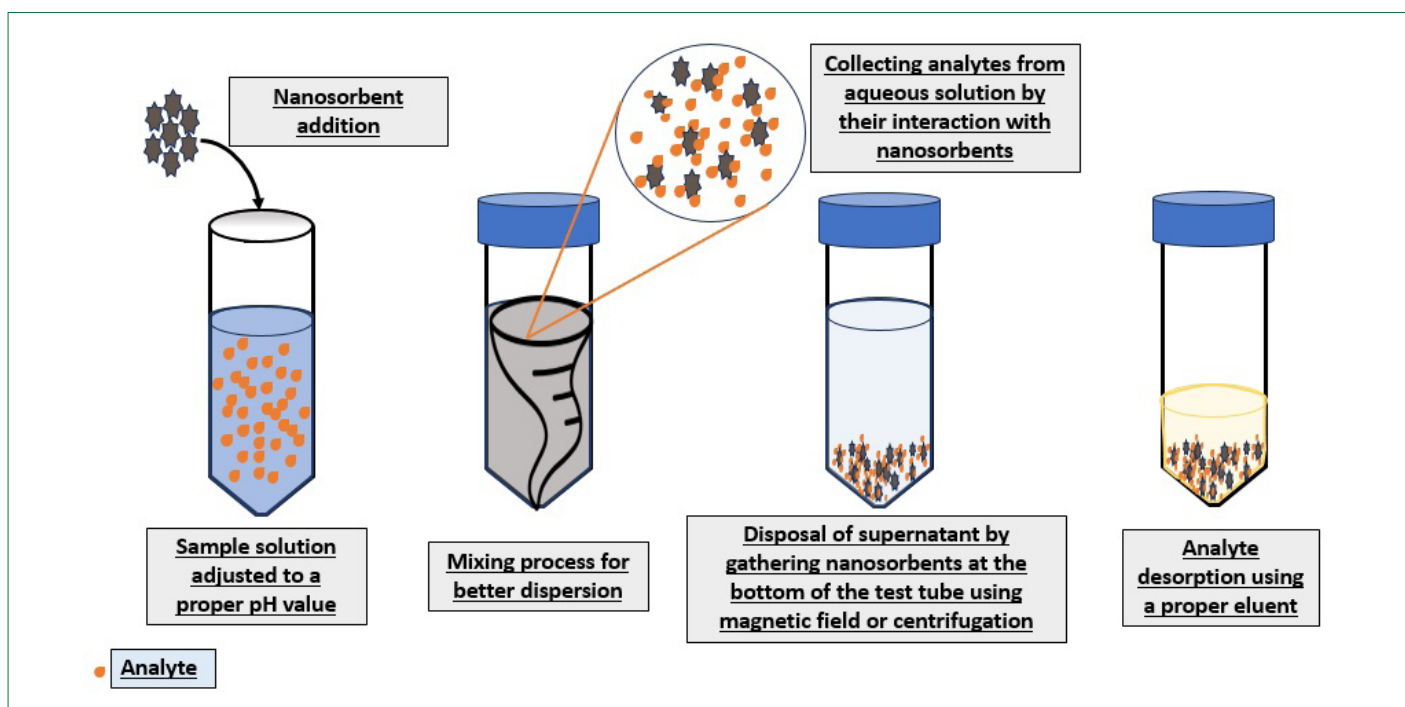 Nanosorbent
addition
Collecting analytes from
aqueous solution by
their interaction with
nanosorbents
Sample solution
adjusted to a
proper pH value
Mixing process for
better dispersion
Disposal of supernatant by
gathering nanosorbents at the
bottom of the test tube using
magnetic field or centrifugation
Analyte
desorption using
a proper eluent
Analyte